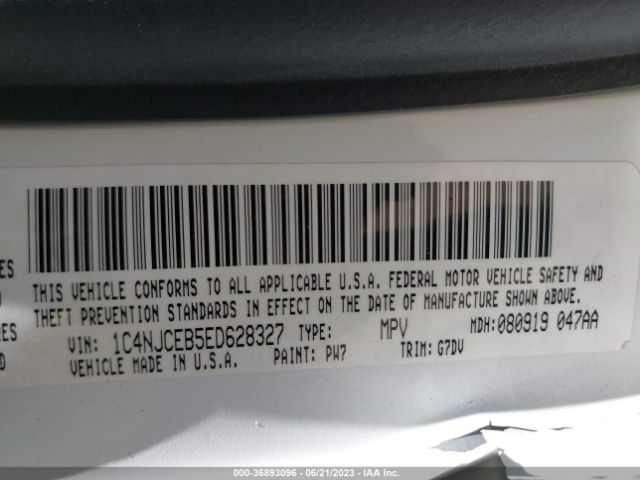 ES
THIS VEHICLE CONFORMS TO ALL APPLICABLE U.S.A. FEDERAL MOTOR VEHICLE SAFETY AND
THEFT PREVENTION STANDARDS IN EFFECT ON THE DATE OF MANUFACTURE SHOWN ABOVE.
RES
VIN: 1C4NJCEB5ED628327 TYPE: MPV MDH: 080919 047AA
VEHICLE MADE IN U.S.A. PAINT: PW7 TRIM: G7DV
D
000-36893096 - 06/21/2023 - IAA Inc.